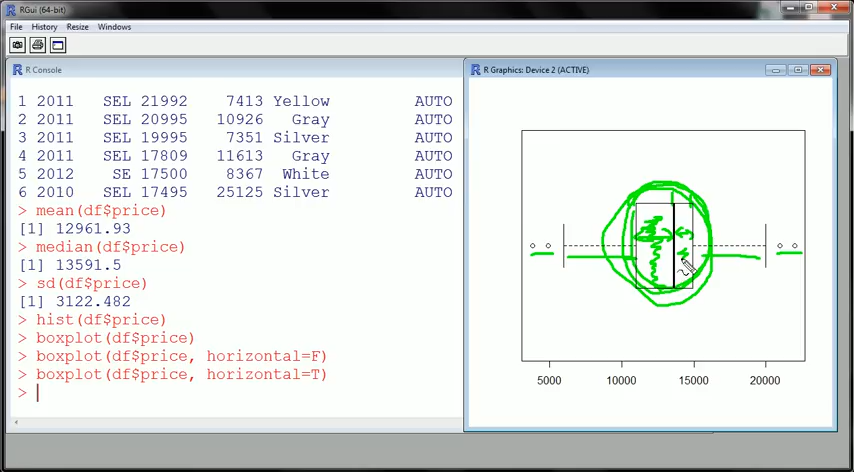 RGui (64-bit)
File History Resize Windows
R Console
1 2011 SEL 21992 7413 Yellow AUTO
2 2011 SEL 20995 10926 Gray AUTO
3 2011 SEL 19995 7351 Silver AUTO
4 2011 SEL 17809 11613 Gray AUTO
5 2012 SE 17500 8367 White AUTO
6 2010 SEL 17495 25125 Silver AUTO
> mean(df$price)
[1] 12961.93
> median(df$price)
[1] 13591.5
> sd(df$price)
[1] 3122.482
> hist(df$price)
> boxplot(df$price)
> boxplot(df$price, horizontal=F)
> boxplot(df$price, horizontal=T)
>
R Graphics: Device 2 (ACTIVE)
5000 10000 15000 20000